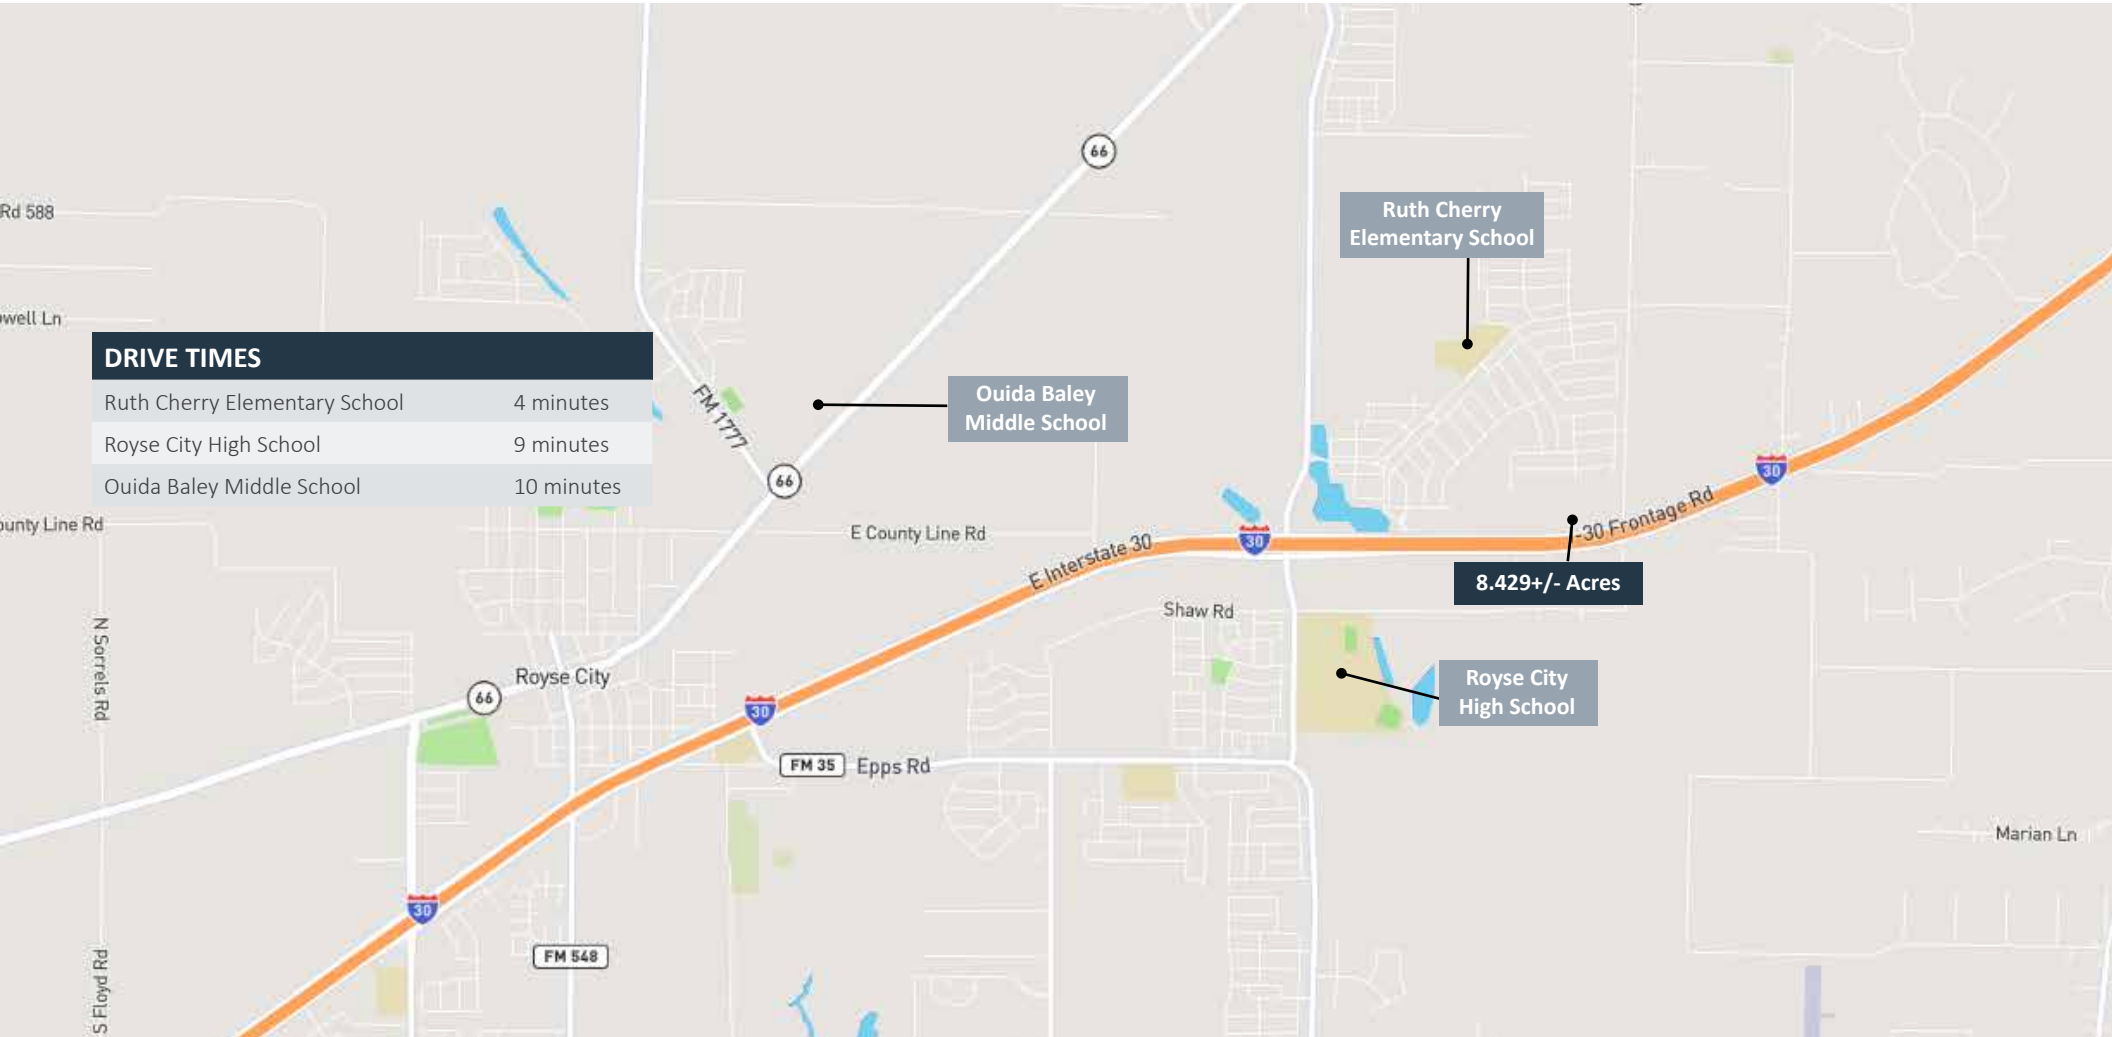 66
Rd 588
Ruth Cherry
Elementary School
well Ln
DRIVE TIMES
Ruth Cherry Elementary School 4 minutes
Royse City High School 9 minutes
Ouida Baley Middle School 10 minutes
FM 1777
Ouida Baley
Middle School
66
30
ounty Line Rd
E County Line Rd
E Interstate 30
30
-30 Frontage Rd
8.429+/- Acres
Shaw Rd
N Sorrels Rd
Royse City
66
30
Royse City
High School
FM 35
Epps Rd
Marian Ln
30
FM 548
S Floyd Rd